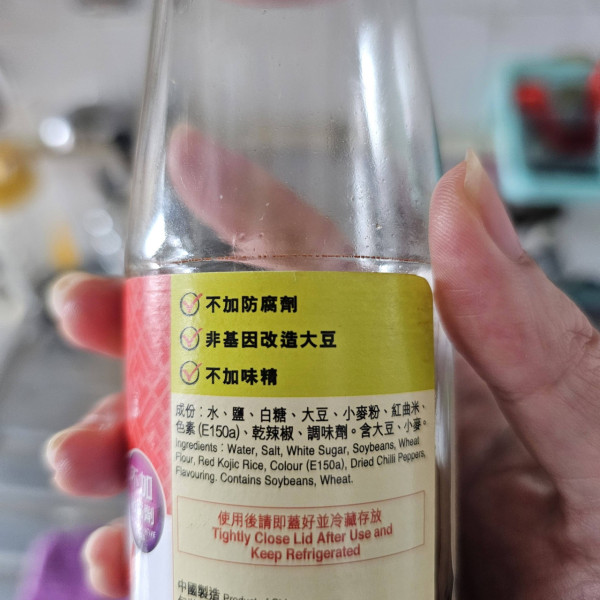 不加防腐劑
非基因改造大豆
不加味精
成份：水、鹽、白糖、大豆、小麥粉、紅曲米、
色素 (E150a)、乾辣椒、調味劑。含大豆、小麥。
Ingredients : Water, Salt, White Sugar, Soybeans, Wheat
Flour, Red Kojic Rice, Colour (E150a), Dried Chilli Peppers,
Flavouring. Contains Soybeans, Wheat.
使用後請即蓋好並冷藏存放
Tightly Close Lid After Use and
Keep Refrigerated
中國製造 Product of